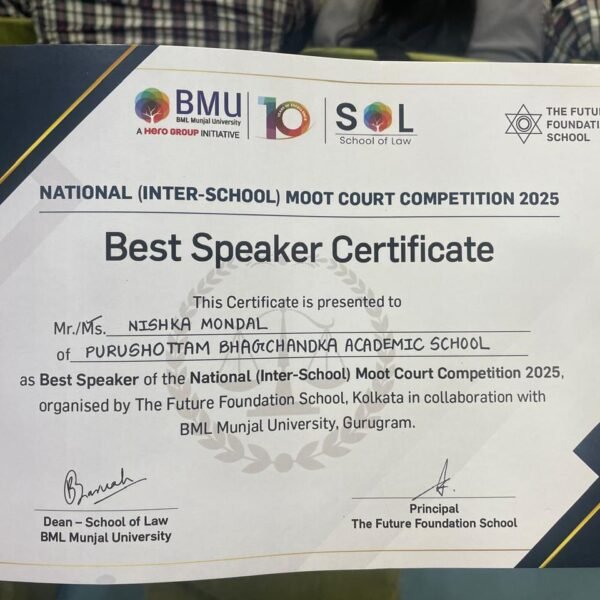 BMU
BML Munjal University
A Hero GROUP INITIATIVE
10
SOL
School of Law
THE FUTU
FOUNDATI
SCHOOL
NATIONAL (INTER-SCHOOL) MOOT COURT COMPETITION 2025
Best Speaker Certificate
This Certificate is presented to
Mr./Ms. NISHKA MONDAL
of PURUSHOTTAM BHAGCHANDKA ACADEMIC SCHOOL
as Best Speaker of the National (Inter-School) Moot Court Competition 2025,
organised by The Future Foundation School, Kolkata in collaboration with
BML Munjal University, Gurugram.
Dean – School of Law
BML Munjal University
Principal
The Future Foundation School